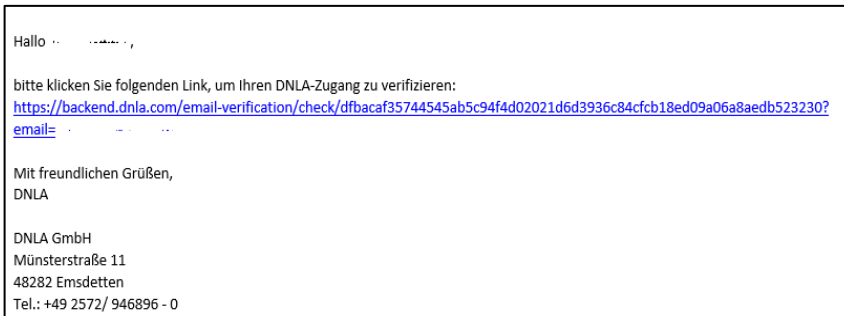 Hallo
bitte klicken Sie folgenden Link, um Ihren DNLA-Zugang zu verifizieren:
https://backend.dnla.com/email-verification/check/dfbacaf35744545ab5c94f4d02021d6d3936c84cfcb18ed09a06a8aedb523230?
email=
Mit freundlichen Grüßen,
DNLA
DNLA GmbH
Münsterstraße 11
48282 Emsdetten
Tel.: +49 2572/ 946896 - 0